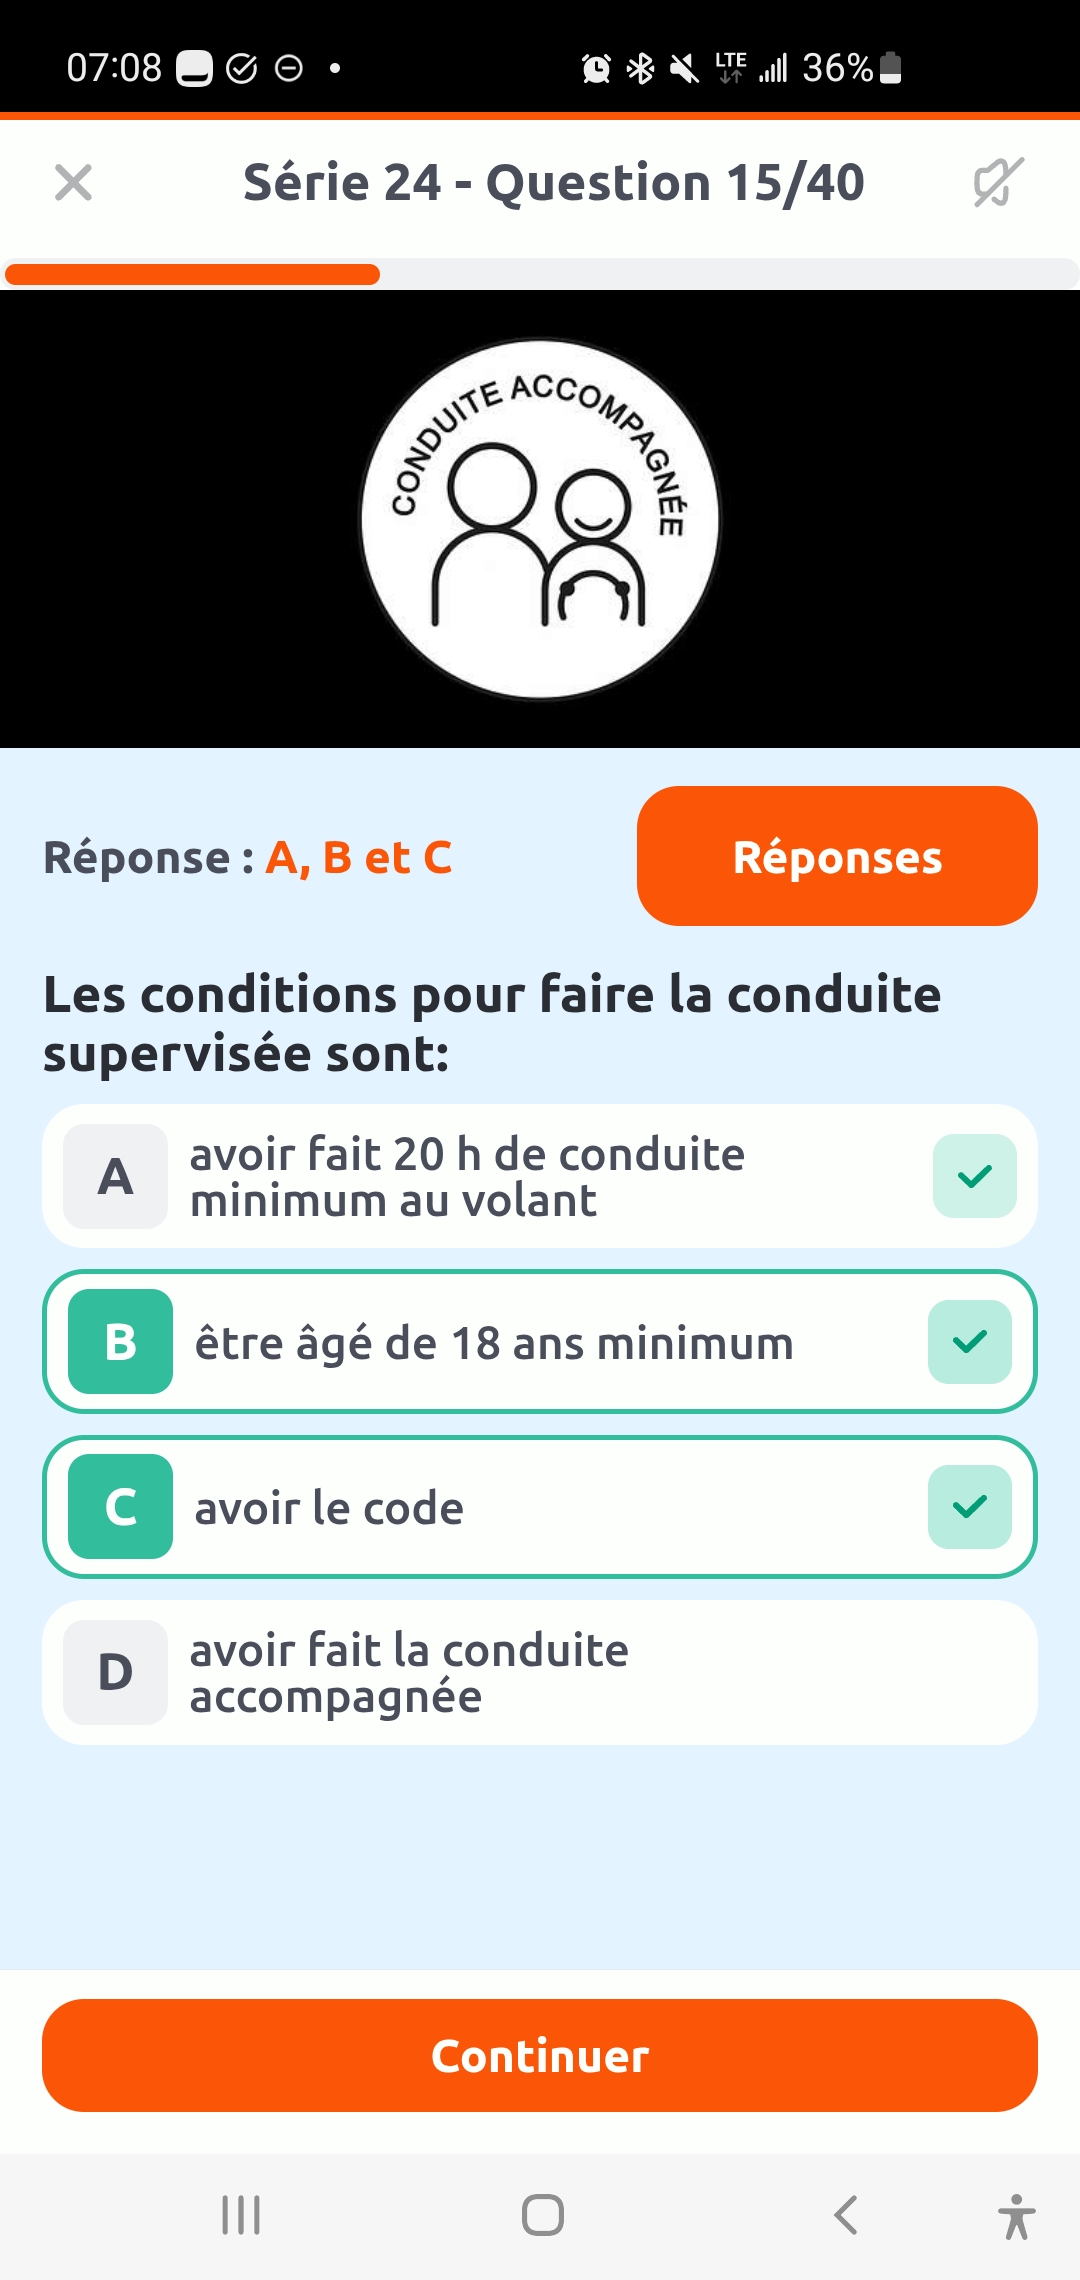 07:08
LTE
36%
Série 24 - Question 15/40
CONDUITE ACCOMPAGNÉE
Réponse : A, B et C
Réponses
Les conditions pour faire la conduite
supervisée sont:
A
avoir fait 20 h de conduite
minimum au volant
B
être âgé de 18 ans minimum
C
avoir le code
D
avoir fait la conduite
accompagnée
Continuer